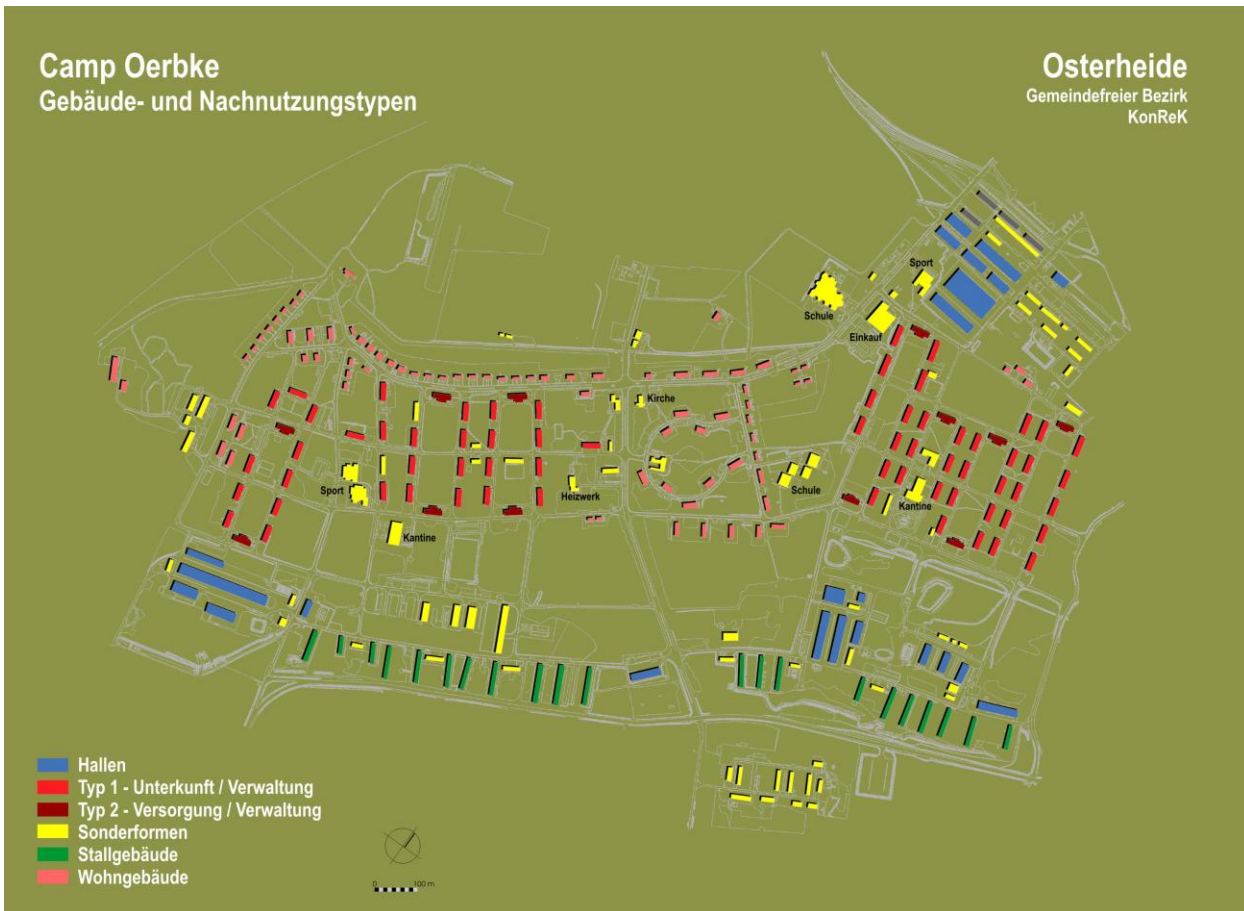 Camp Oerbke
Gebäude- und Nachnutzungstypen
Osterheide
Gemeindefreier Bezirk
KonReK
Sport
Schule
Einkauf
Kirche
Sport
Heizwerk
Schule
Kantine
Kantine
Hallen
Typ 1 - Unterkunft / Verwaltung
Typ 2 - Versorgung / Verwaltung
Sonderformen
Stallgebäude
Wohngebäude
0 100 m